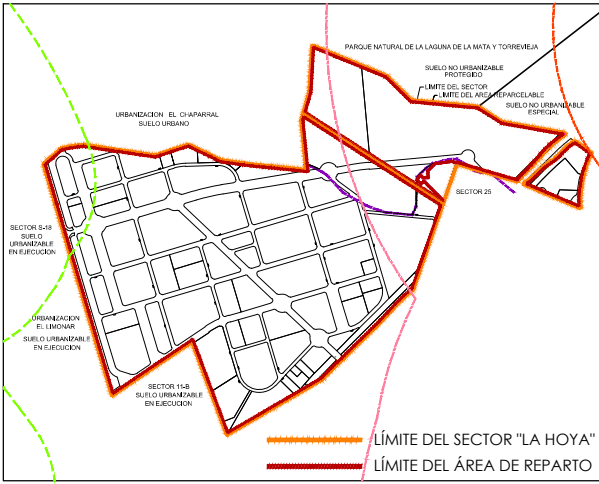 PARQUE NATURAL DE LA LAGUNA DE LA MATA Y TORREVIEJA
SUELO NO URBANIZABLE
PROTEGIDO
LÍMITE DEL SECTOR
LÍMITE DEL AREA REPARCELABLE
SUELO NO URBANIZABLE
ESPECIAL
URBANIZACION EL CHAPARRAL
SUELO URBANO
SECTOR 25
SECTOR S-18
SUELO
URBANIZABLE
EN EJECUCION
URBANIZACION
EL LIMONAR
SUELO URBANIZABLE
EN EJECUCION
SECTOR 11-B
SUELO URBANIZABLE
EN EJECUCION
LÍMITE DEL SECTOR "LA HOYA"
LÍMITE DEL ÁREA DE REPARTO